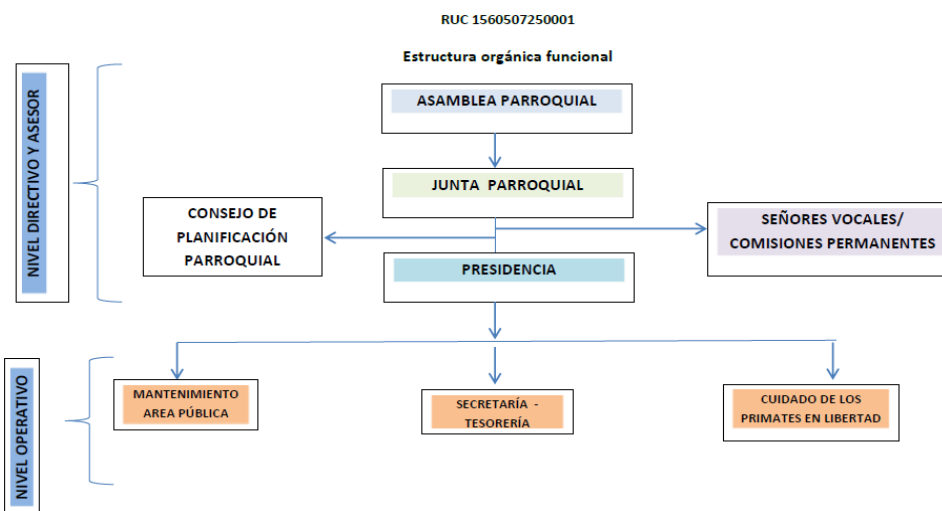 RUC 1560507250001
Estructura orgánica funcional
NIVEL DIRECTIVO Y ASESOR
ASAMBLEA PARROQUIAL
JUNTA PARROQUIAL
CONSEJO DE
PLANIFICACIÓN
PARROQUIAL
SEÑORES VOCALES/
COMISIONES PERMANENTES
PRESIDENCIA
NIVEL OPERATIVO
MANTENIMIENTO
AREA PÚBLICA
SECRETARÍA -
TESORERÍA
CUIDADO DE LOS
PRIMATES EN LIBERTAD